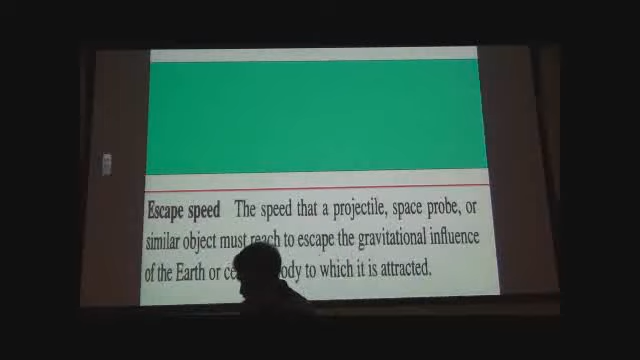 Escape speed The speed that a projectile, space probe, or
similar object must reach to escape the gravitational influence
of the Earth or to which it is attracted.